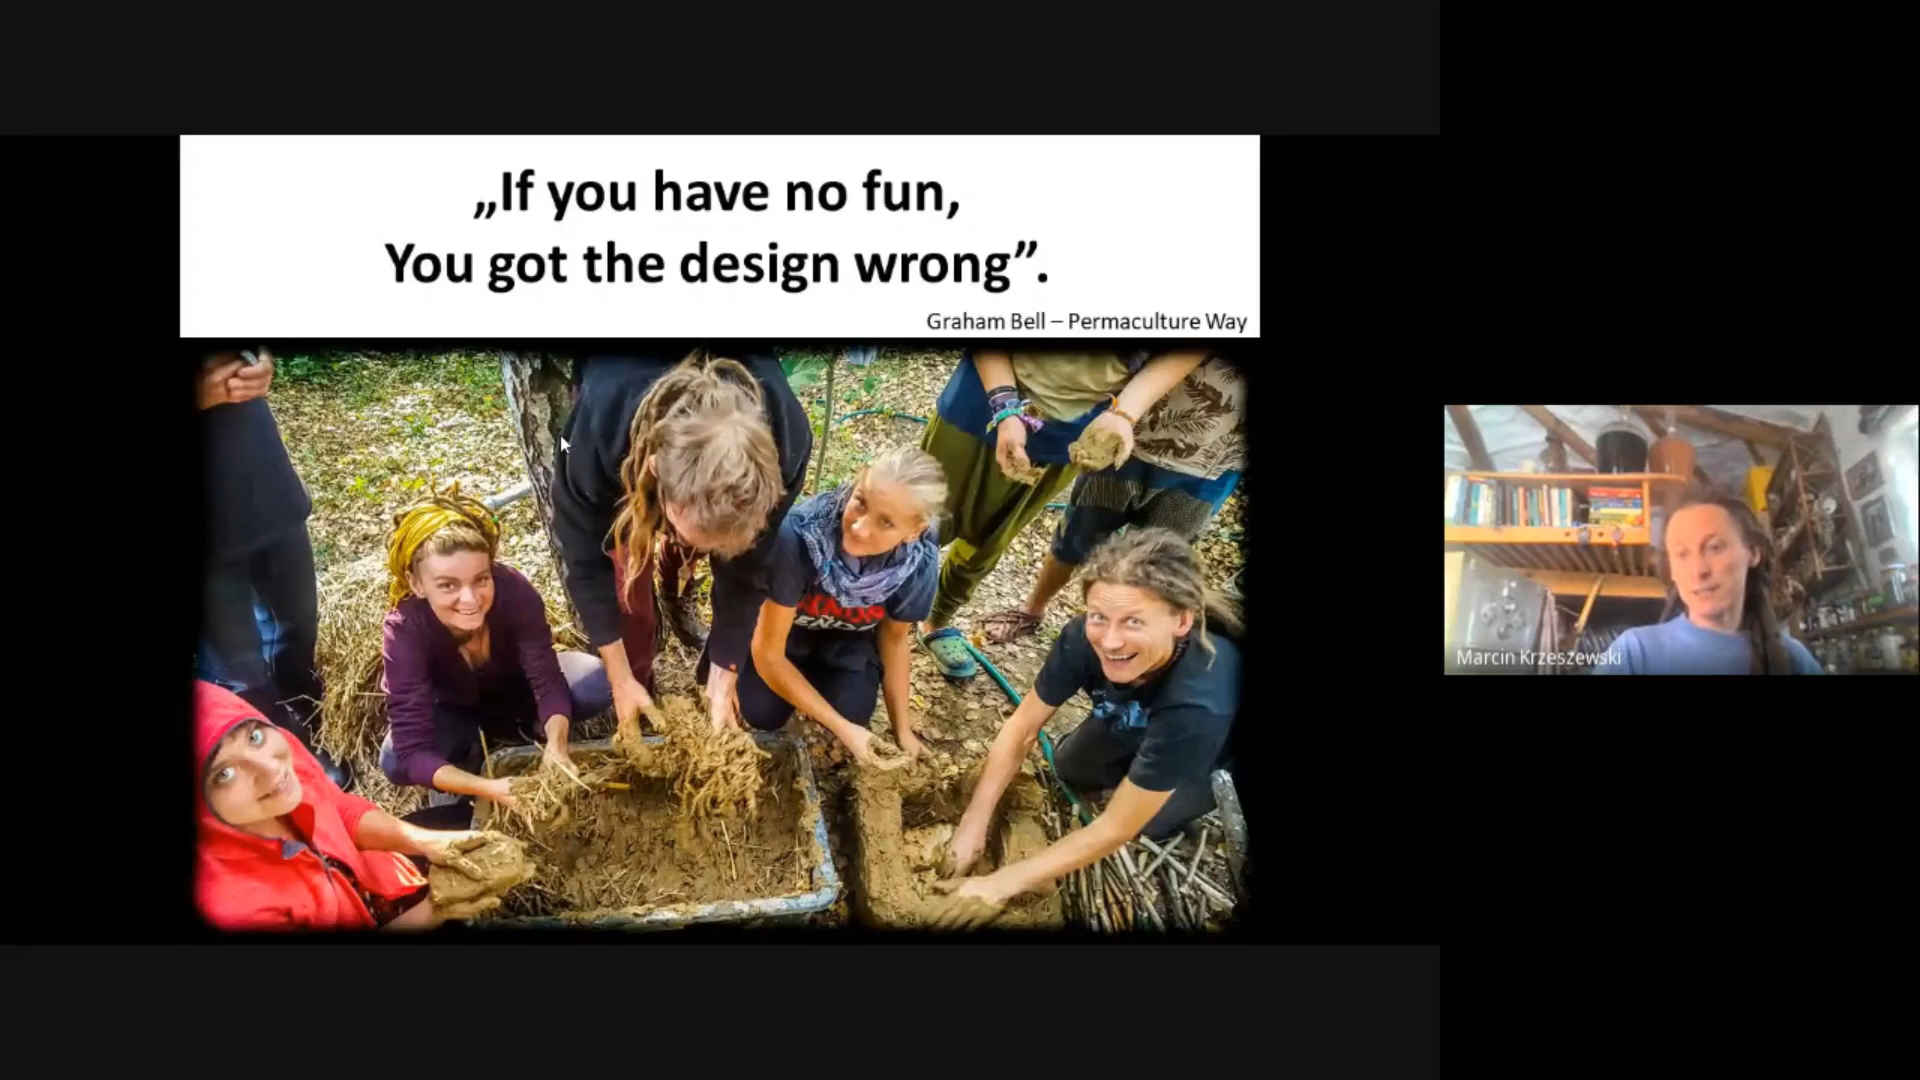 „If you have no fun,
You got the design wrong”.
Graham Bell – Permaculture Way
Marcin Krzeszewski